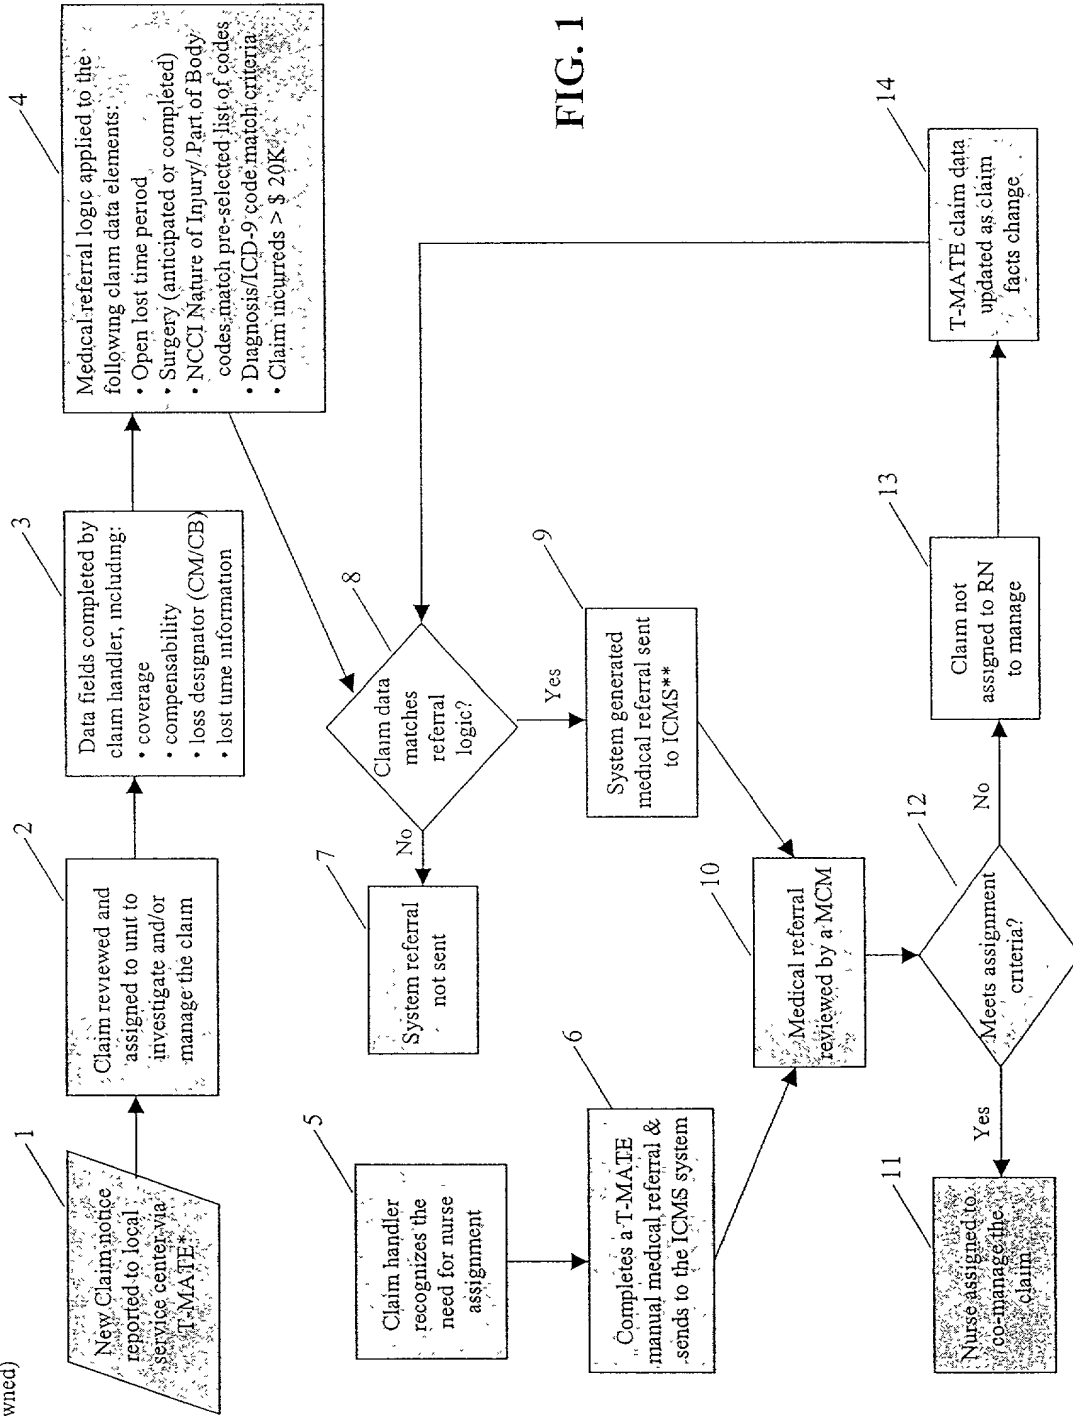 wned)
1
New Claim notice
reported to local
service center via
T-MATE*
2
Claim reviewed and
assigned to unit to
investigate and/or
manage the claim
3
Data fields completed by
claim handler, including:
• coverage
• compensability
• loss designator (CM/CB)
• lost time information
4
Medical referral logic applied to the
following claim data elements:
• Open lost time period
• Surgery (anticipated or completed)
• NCCI Nature of Injury/ Part of Body
codes match pre-selected list of codes
• Diagnosis/ICD-9 code match criteria
• Claim incurreds > $ 20K
5
Claim handler
recognizes the
need for nurse
assignment
6
Completes a T-MATE
manual medical referral &
sends to the ICMS system
7
System referral
not sent
No
8
Claim data
matches
referral
logic?
Yes
9
System generated
medical referral sent
to ICMS**
10
Medical referral
reviewed by a MCM
11
Nurse assigned to
co-manage the
claim
Yes
12
Meets assignment
criteria?
No
13
Claim not
assigned to RN
to manage
14
T-MATE claim data
updated as claim
facts change
FIG. 1